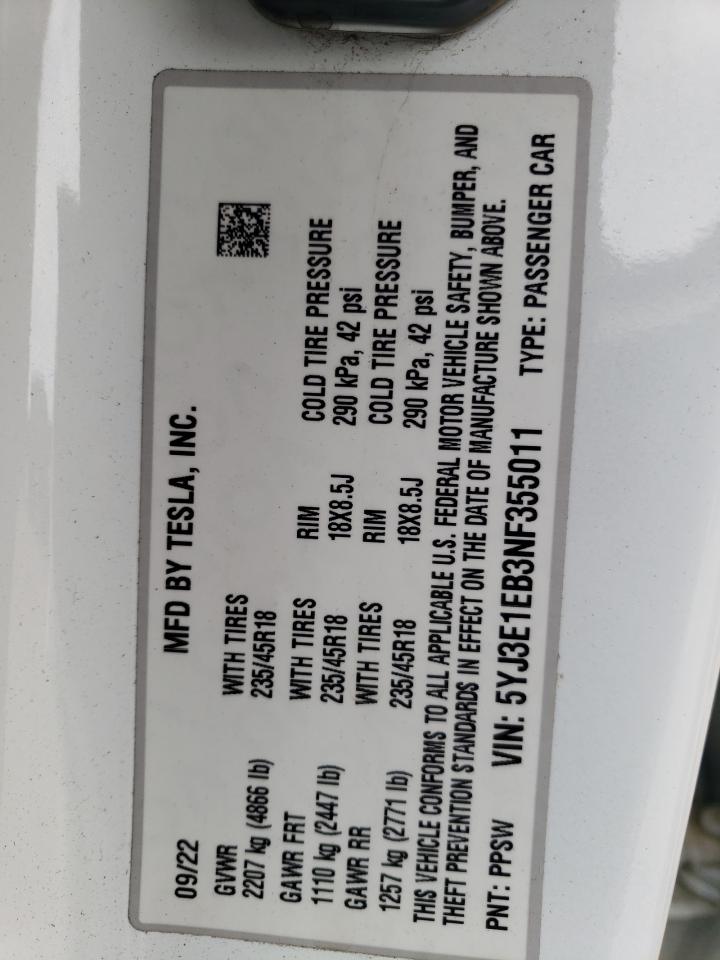 09/22 MFD BY TESLA, INC.
GVWR WITH TIRES
2207 kg (4866 lb) 235/45R18
GAWR FRT WITH TIRES RIM COLD TIRE PRESSURE
1110 kg (2447 lb) 235/45R18 18X8.5J 290 kPa, 42 psi
GAWR RR WITH TIRES RIM COLD TIRE PRESSURE
1257 kg (2771 lb) 235/45R18 18X8.5J 290 kPa, 42 psi
THIS VEHICLE CONFORMS TO ALL APPLICABLE U.S. FEDERAL MOTOR VEHICLE SAFETY, BUMPER, AND
THEFT PREVENTION STANDARDS IN EFFECT ON THE DATE OF MANUFACTURE SHOWN ABOVE.
PNT: PPSW VIN: 5YJ3E1EB3NF355011 TYPE: PASSENGER CAR